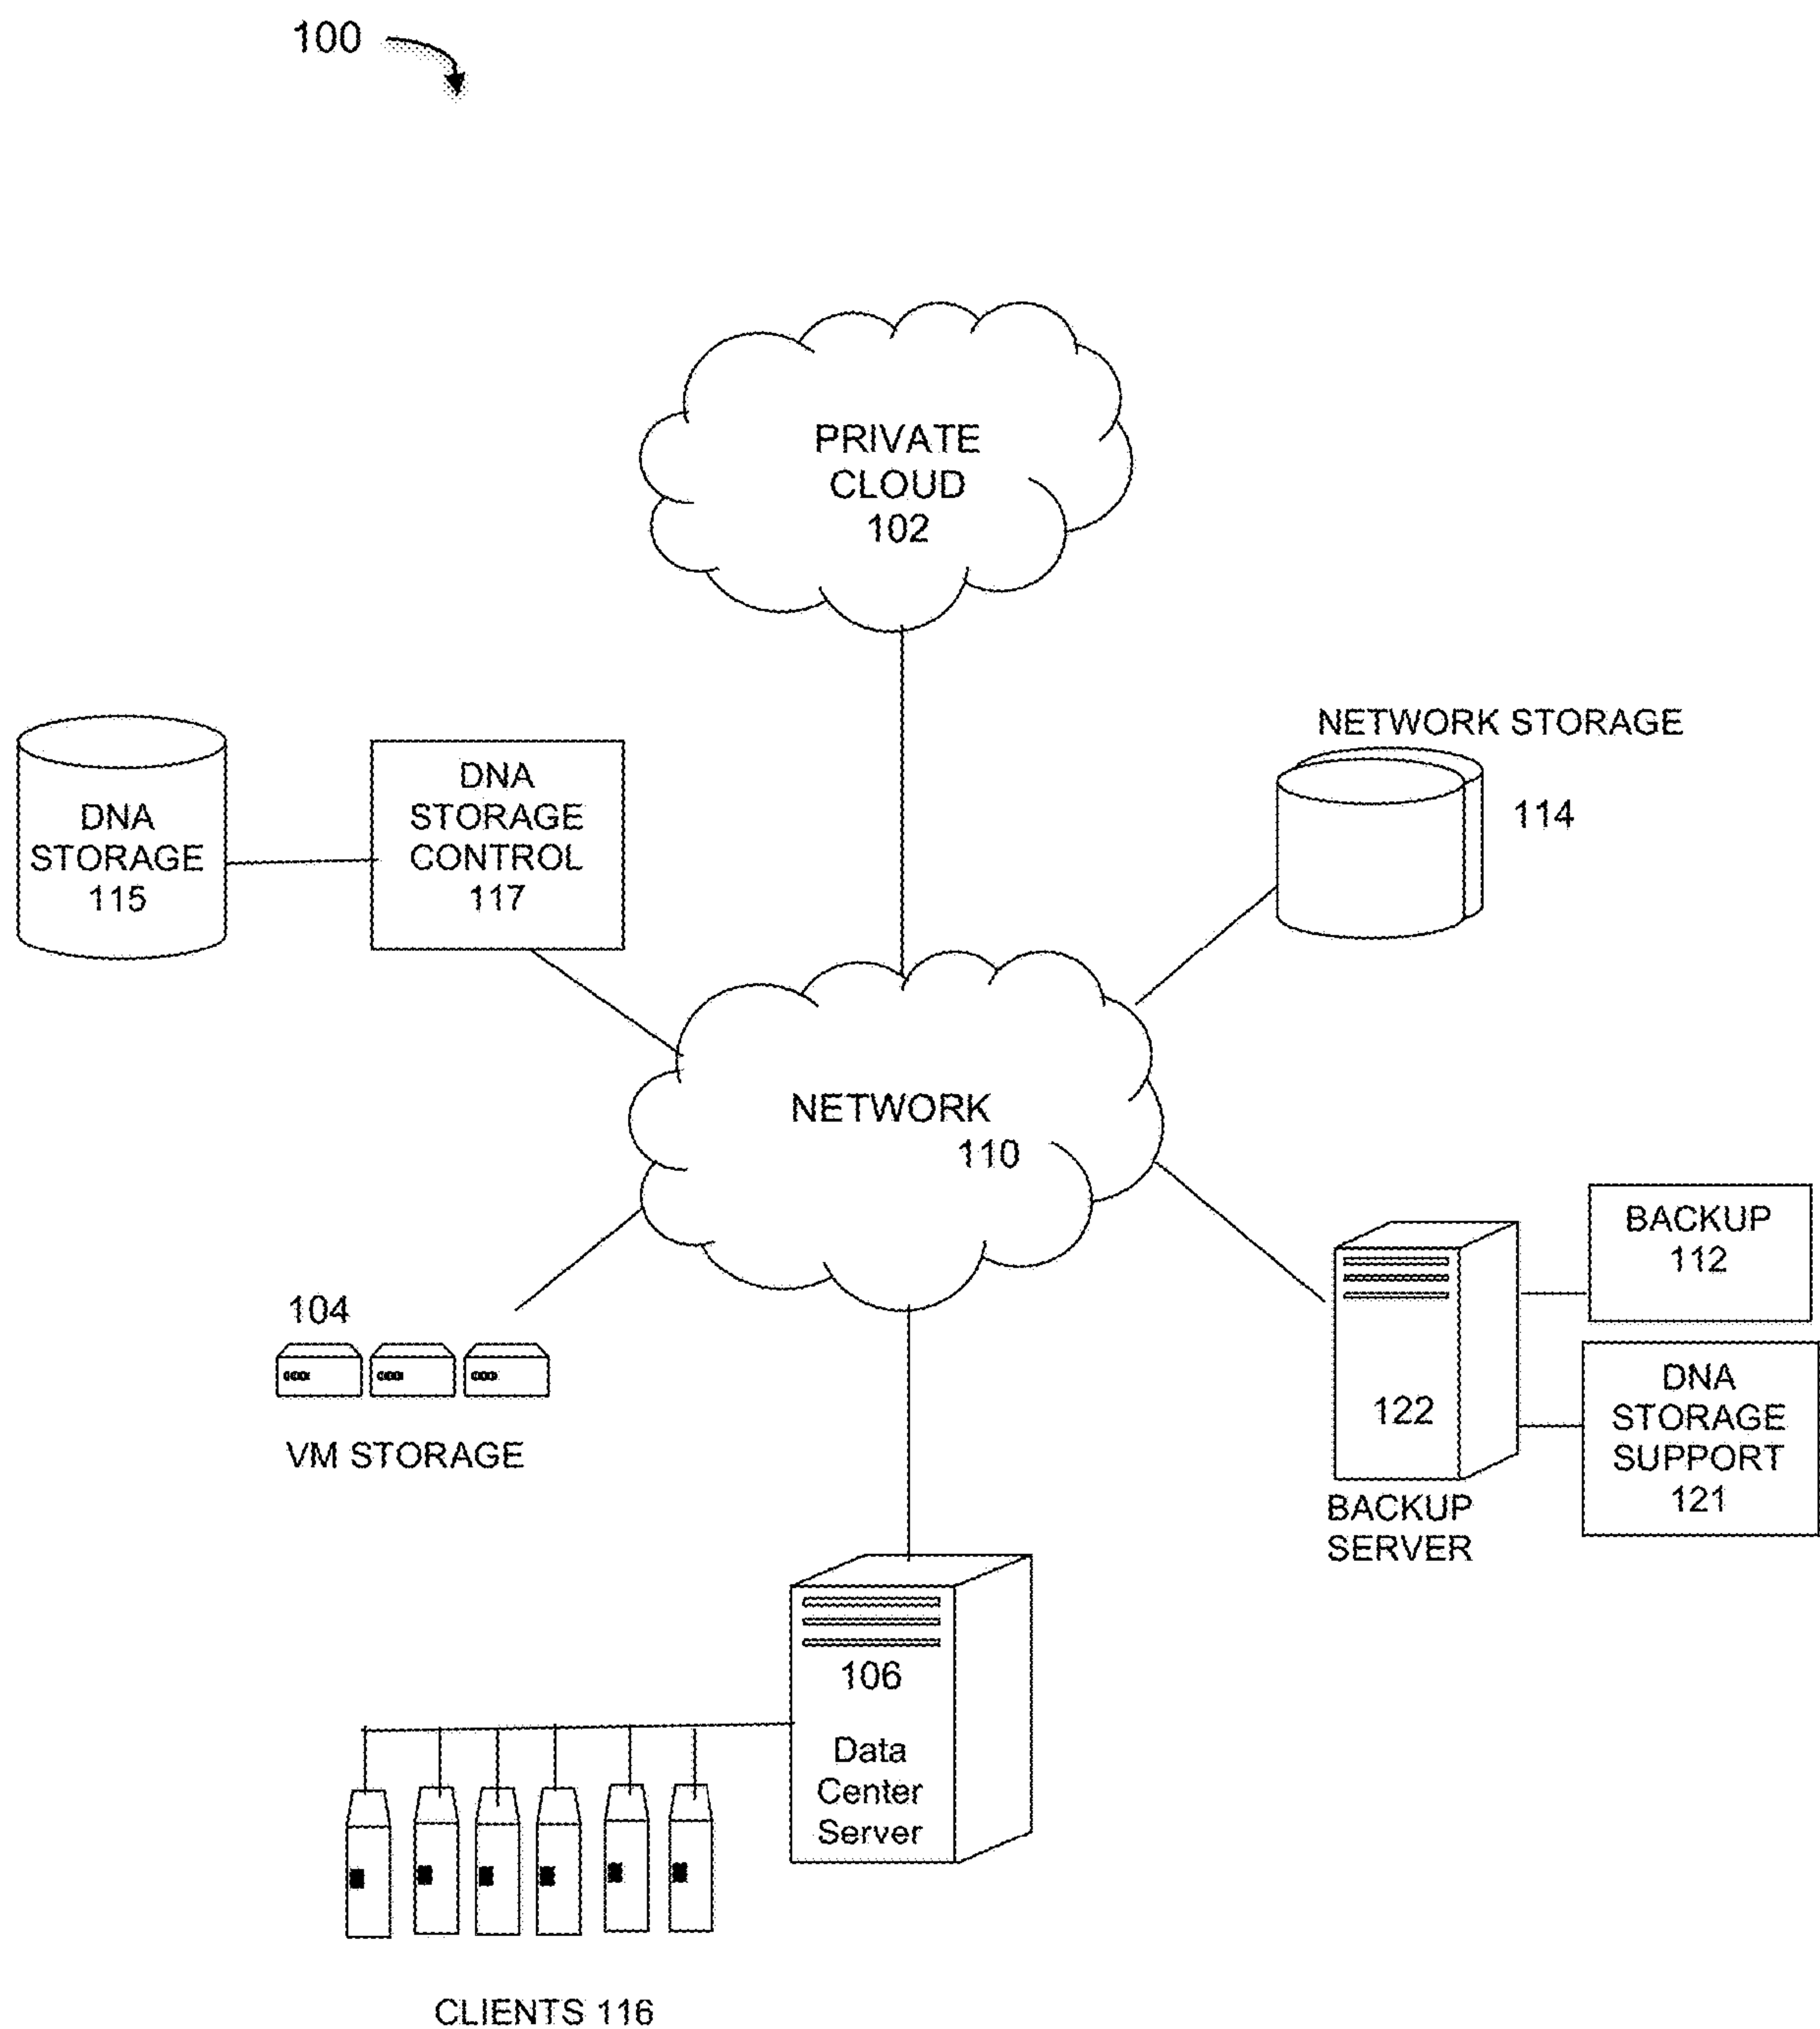 100
PRIVATE
CLOUD
102
NETWORK STORAGE
114
DNA
STORAGE
115
DNA
STORAGE
CONTROL
117
NETWORK
110
BACKUP
112
104
VM STORAGE
122
BACKUP
SERVER
DNA
STORAGE
SUPPORT
121
106
Data
Center
Server
CLIENTS 116